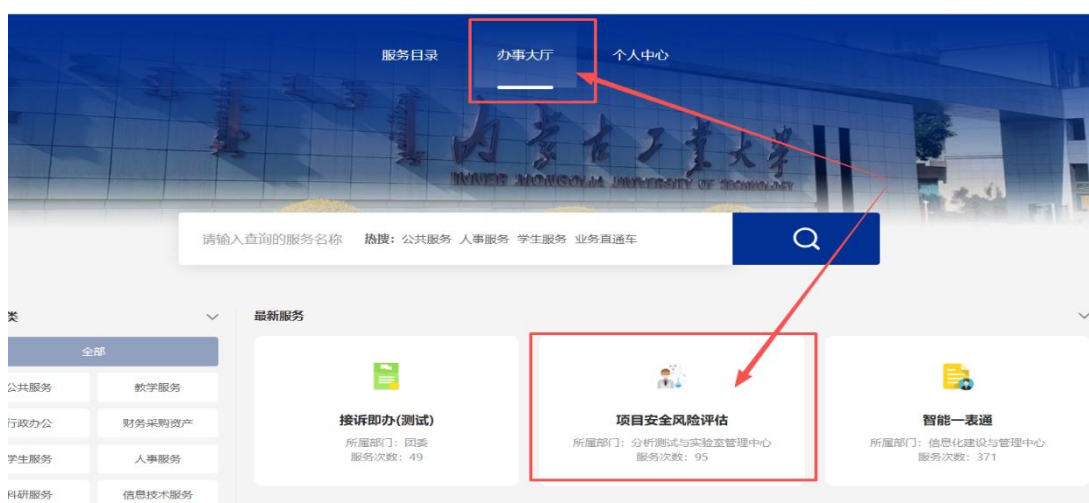 服务目录 办事大厅 个人中心
内蒙古工业大学
INNER MONGOLIA UNIVERSITY OF TECHNOLOGY
请输入查询的服务名称 热搜: 公共服务 人事服务 学生服务 业务直通车
类 最新服务
全部
公共服务 教学服务
行政办公 财务采购资产
学生服务 人事服务
科研服务 信息技术服务
接诉即办(测试)
所属部门: 团委
服务次数: 49
项目安全风险评估
所属部门: 分析测试与实验室管理中心
服务次数: 95
智能一表通
所属部门: 信息化建设与管理中心
服务次数: 371